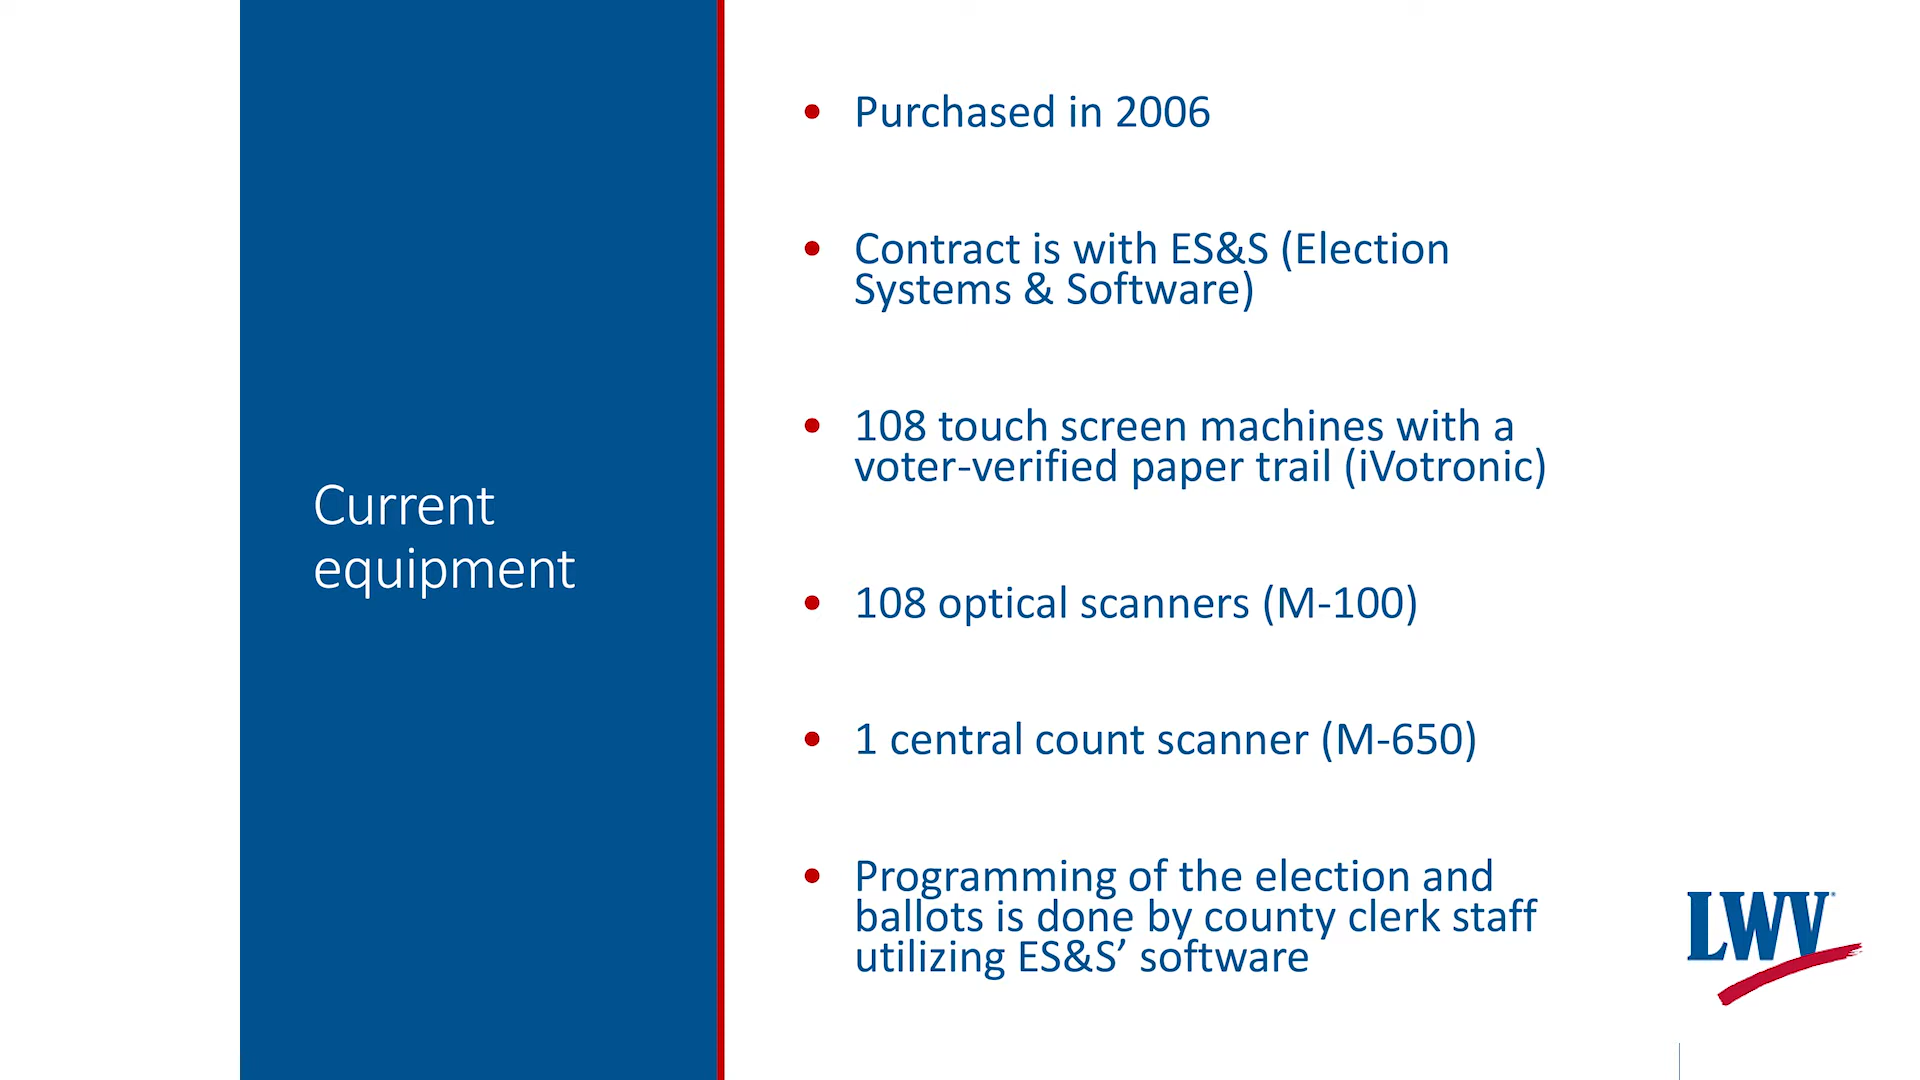 Current
equipment
• Purchased in 2006
• Contract is with ES&S (Election
Systems & Software)
• 108 touch screen machines with a
voter-verified paper trail (iVotronic)
• 108 optical scanners (M-100)
• 1 central count scanner (M-650)
• Programming of the election and
ballots is done by county clerk staff
utilizing ES&S’ software
LWV